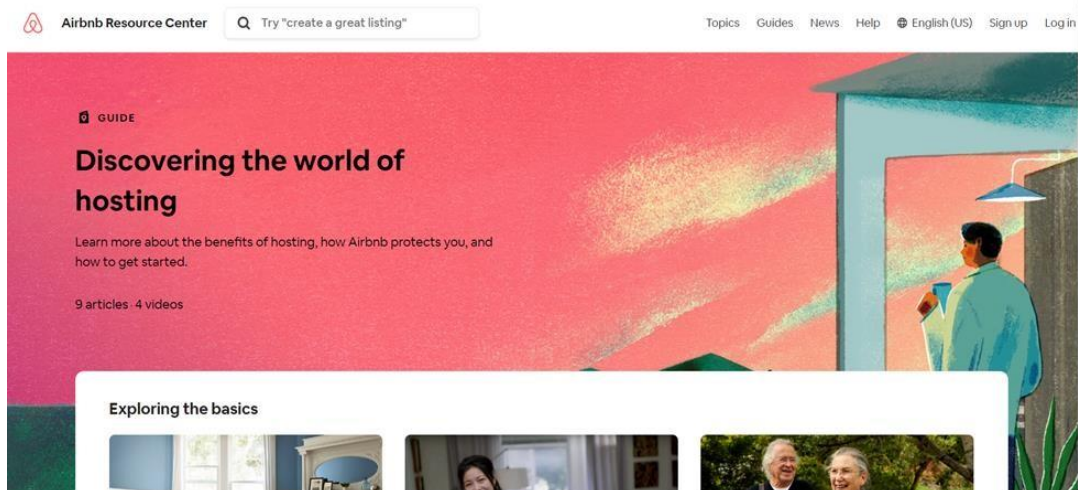 Airbnb Resource Center
Try "create a great listing"
Topics Guides News Help English (US) Sign up Log in
GUIDE
Discovering the world of
hosting
Learn more about the benefits of hosting, how Airbnb protects you, and
how to get started.
9 articles · 4 videos
Exploring the basics